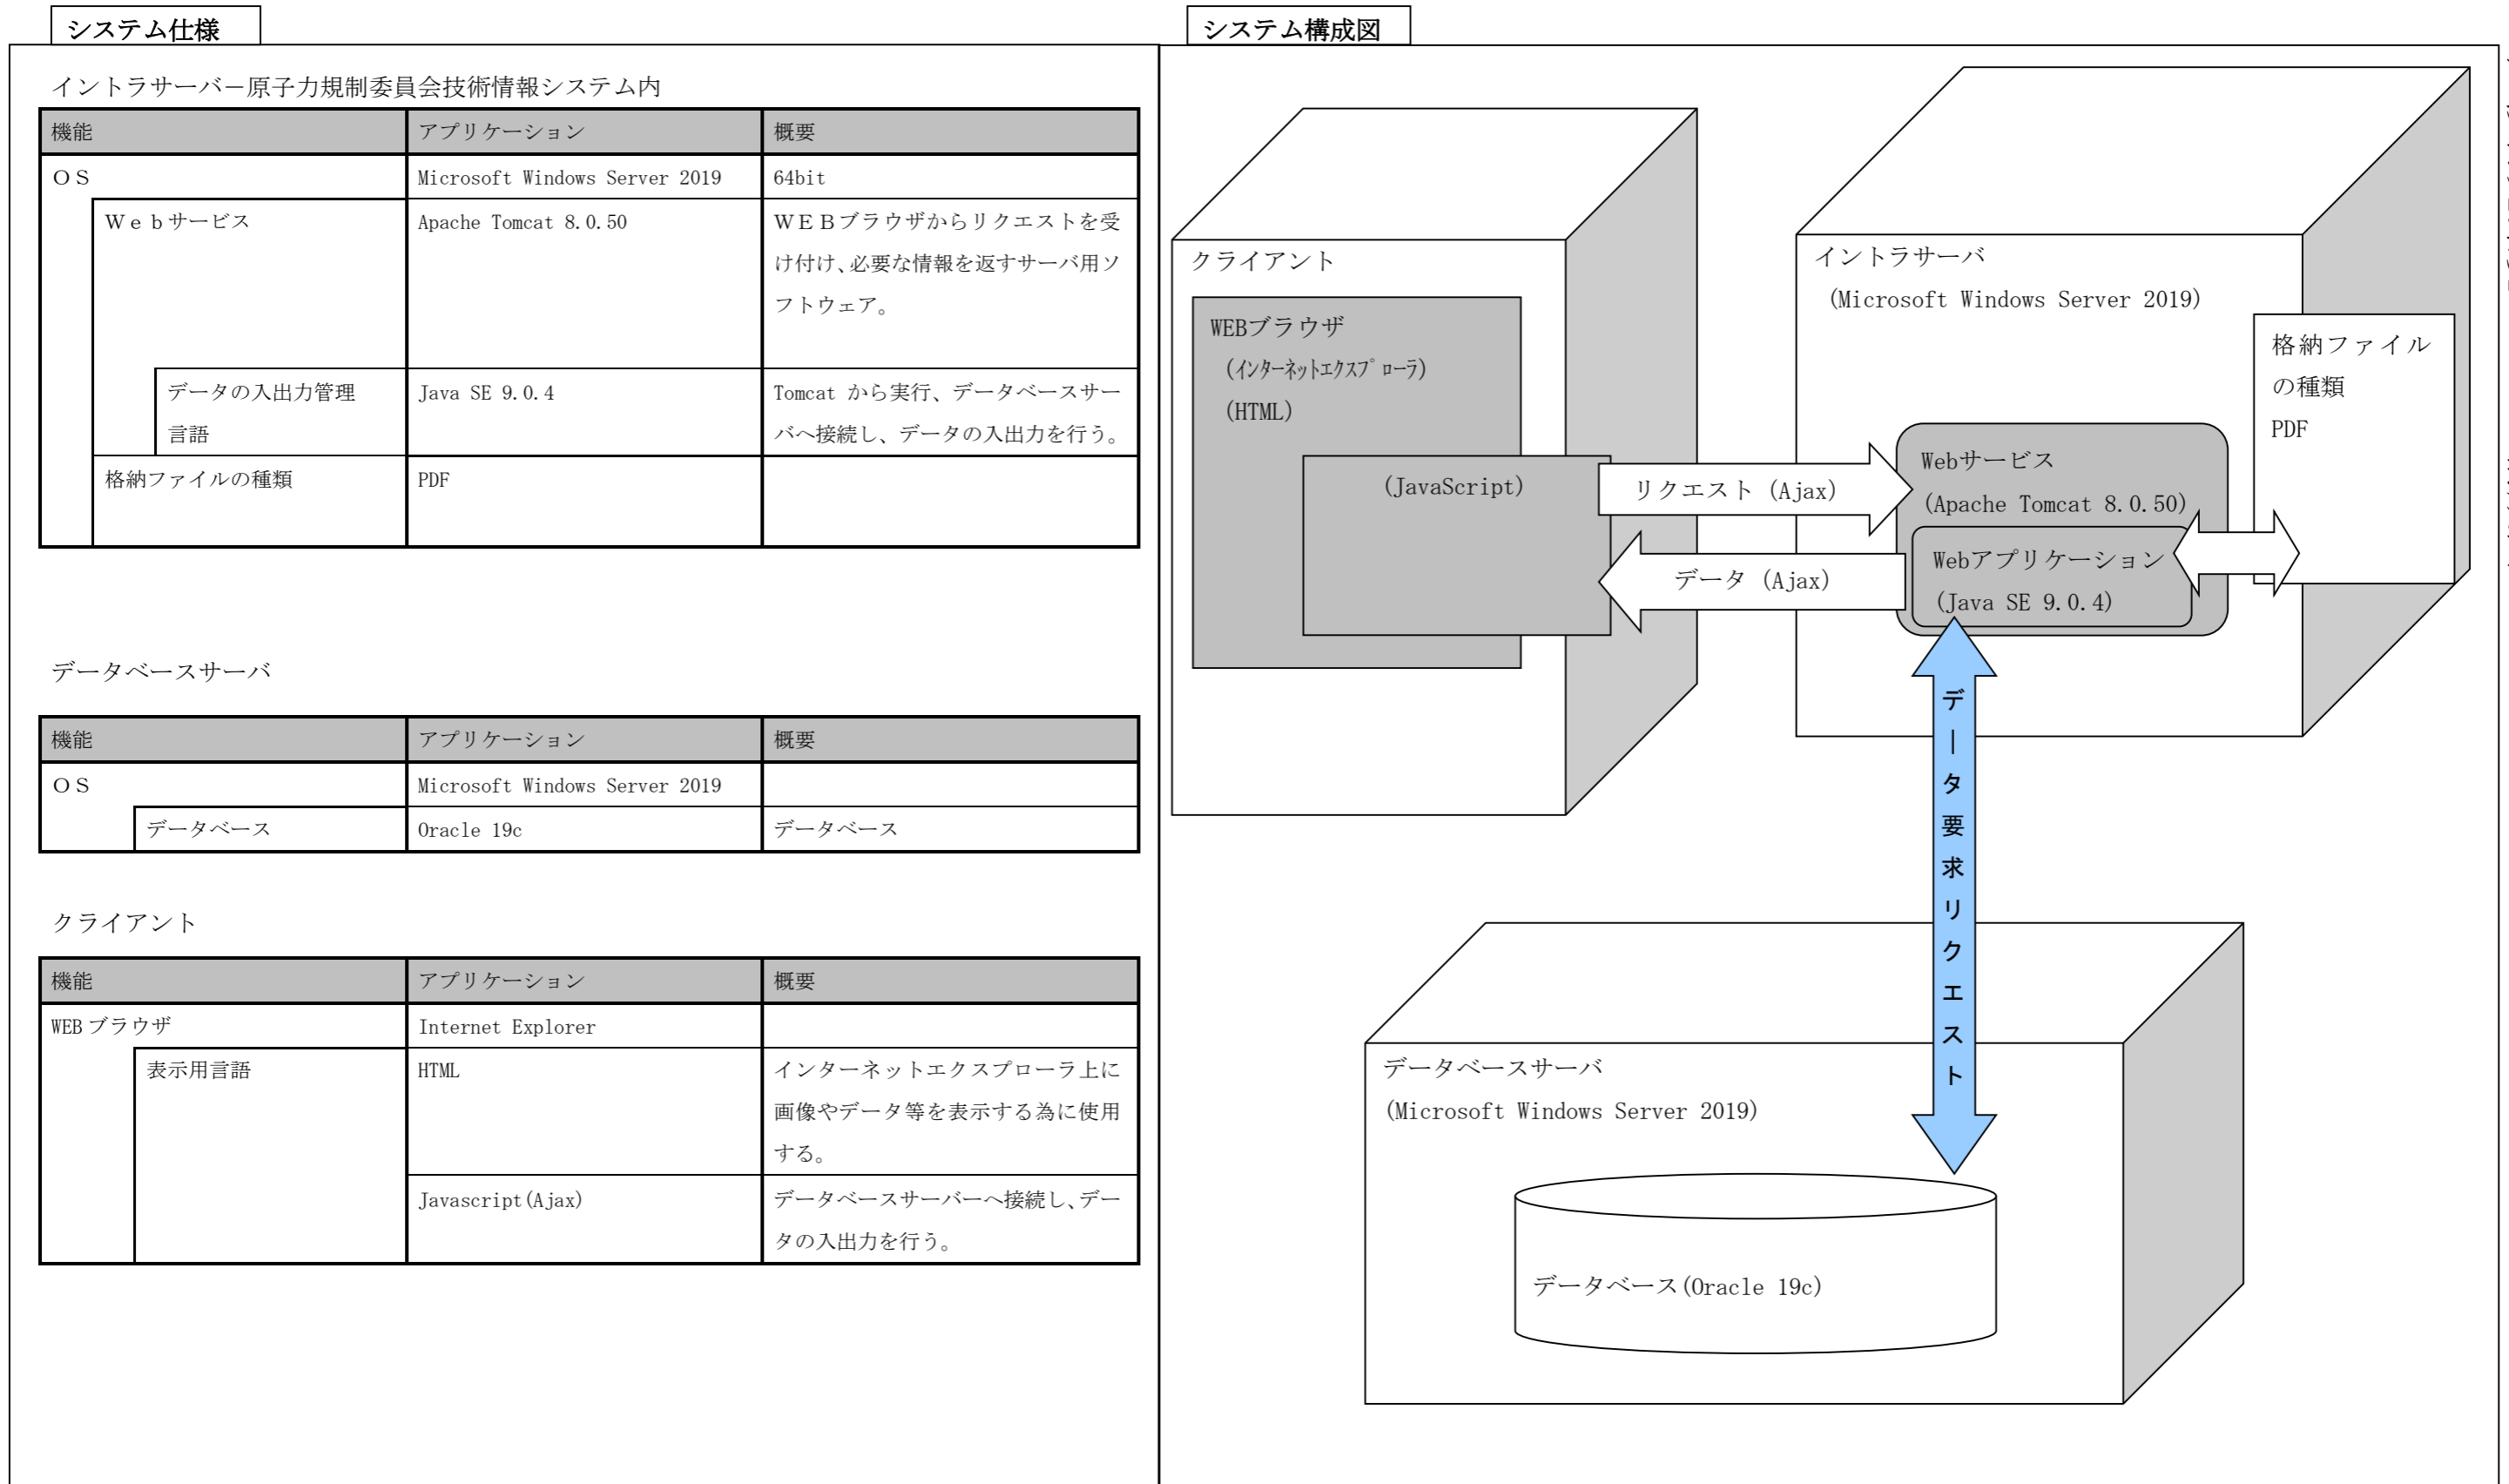 システム仕様
イントラサーバ－原子力規制委員会技術情報システム内
機能 アプリケーション 概要
ＯＳ Microsoft Windows Server 2019 64bit
Ｗｅｂサービス Apache Tomcat 8.0.50 ＷＥＢブラウザからリクエストを受
け付け、必要な情報を返すサーバ用ソ
フトウェア。
データの入出力管理 Java SE 9.0.4 Tomcat から実行、データベースサー
言語 バへ接続し、データの入出力を行う。
格納ファイルの種類 PDF
データベースサーバ
機能 アプリケーション 概要
ＯＳ Microsoft Windows Server 2019
データベース Oracle 19c データベース
クライアント
機能 アプリケーション 概要
WEB ブラウザ Internet Explorer
表示用言語 HTML インターネットエクスプローラ上に
画像やデータ等を表示する為に使用
する。
Javascript(Ajax) データベースサーバーへ接続し、デー
タの入出力を行う。
システム構成図
クライアント
WEBブラウザ
(ｲﾝﾀｰﾈｯﾄｴｸｽﾌﾟﾛｰﾗ)
(HTML)
(JavaScript)
リクエスト (Ajax)
データ (Ajax)
イントラサーバ
(Microsoft Windows Server 2019)
Webサービス
(Apache Tomcat 8.0.50)
Webアプリケーション
(Java SE 9.0.4)
格納ファイル
の種類
PDF
データ要求リクエスト
データベースサーバ
(Microsoft Windows Server 2019)
データベース(Oracle 19c)